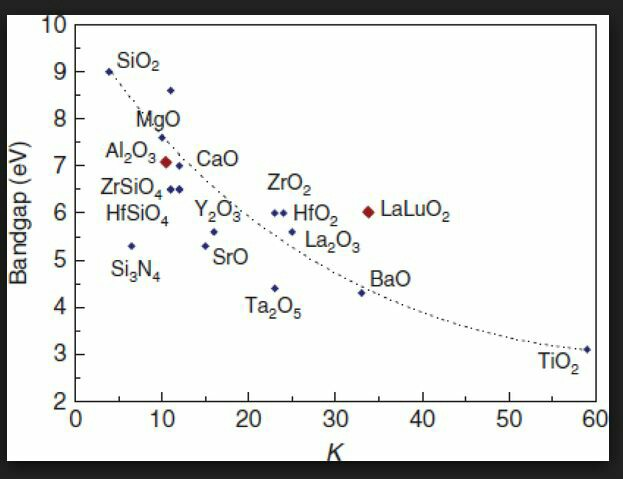 10
9
8
7
6
5
4
3
2
Bandgap (eV)
SiO₂
MgO
Al₂O₃
CaO
ZrSiO₄
ZrO₂
HfSiO₄
Y₂O₃
HfO₂
LaLuO₂
La₂O₃
SrO
Si₃N₄
BaO
Ta₂O₅
TiO₂
0 10 20 30 40 50 60
K